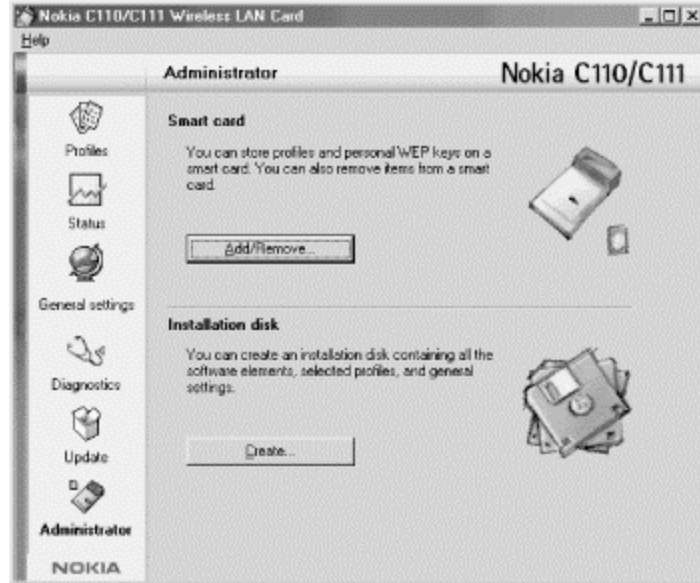 Nokia C110/C111 Wireless LAN Card
Help
Administrator
Nokia C110/C111
Profiles
Status
General settings
Diagnostics
Update
Administrator
NOKIA
Smart card
You can store profiles and personal WEP keys on a
smart card. You can also remove items from a smart
card.
Add/Remove...
Installation disk
You can create an installation disk containing all the
software elements, selected profiles, and general
settings.
Create...